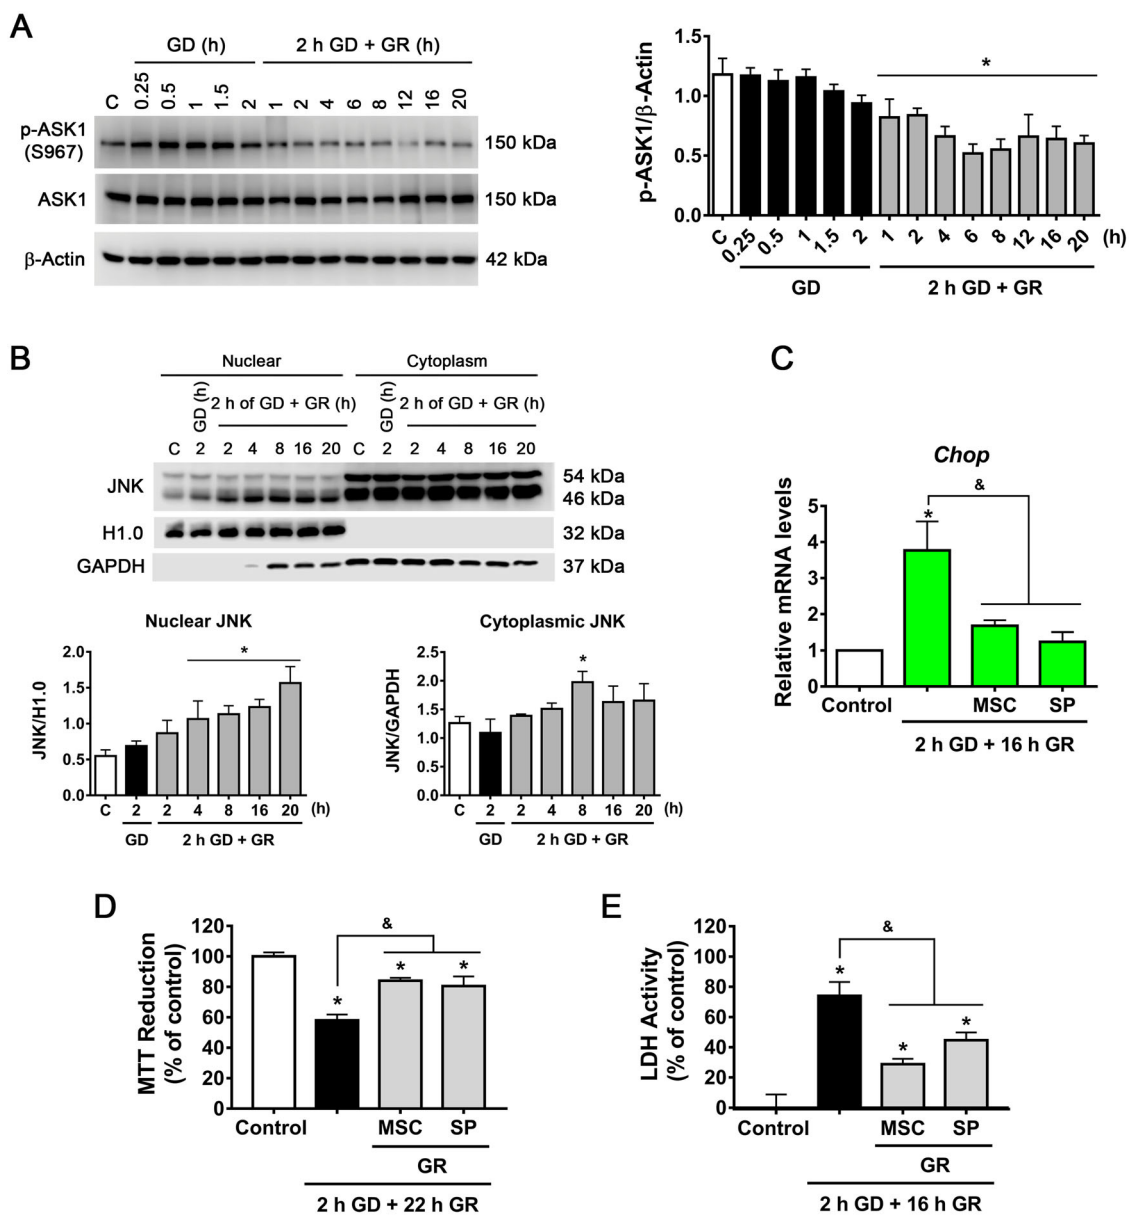 A
GD (h)
2 h GD + GR (h)
C 0.25 0.5 1 1.5 2 1 2 4 6 8 12 16 20
p-ASK1
(S967)
150 kDa
ASK1
150 kDa
β-Actin
42 kDa
p-ASK1/β-Actin
1.5
1.0
0.5
0.0
*
C 0.25 0.5 1 1.5 2 1 2 4 6 8 12 16 20 (h)
GD
2 h GD + GR
B
Nuclear
Cytoplasm
GD (h)
2 h of GD + GR (h)
GD (h)
2 h of GD + GR (h)
C 2 2 4 8 16 20 C 2 2 4 8 16 20
JNK
54 kDa
46 kDa
H1.0
32 kDa
GAPDH
37 kDa
Nuclear JNK
JNK/H1.0
2.0
1.5
1.0
0.5
0.0
*
C 2 2 4 8 16 20 (h)
GD
2 h GD + GR
Cytoplasmic JNK
JNK/GAPDH
2.5
2.0
1.5
1.0
0.5
0.0
*
C 2 2 4 8 16 20 (h)
GD
2 h GD + GR
C
Chop
Relative mRNA levels
5
4
3
2
1
0
&
*
Control
MSC
SP
2 h GD + 16 h GR
D
MTT Reduction
(% of control)
120
100
80
60
40
20
0
&
* * *
Control
MSC
SP
GR
2 h GD + 22 h GR
E
LDH Activity
(% of control)
120
100
80
60
40
20
0
&
* * *
Control
MSC
SP
GR
2 h GD + 16 h GR